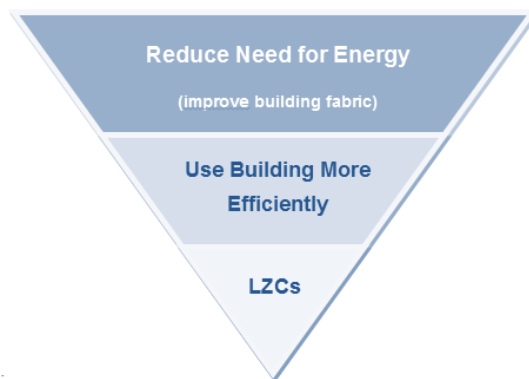 Reduce Need for Energy
(improve building fabric)
Use Building More
Efficiently
LZCs